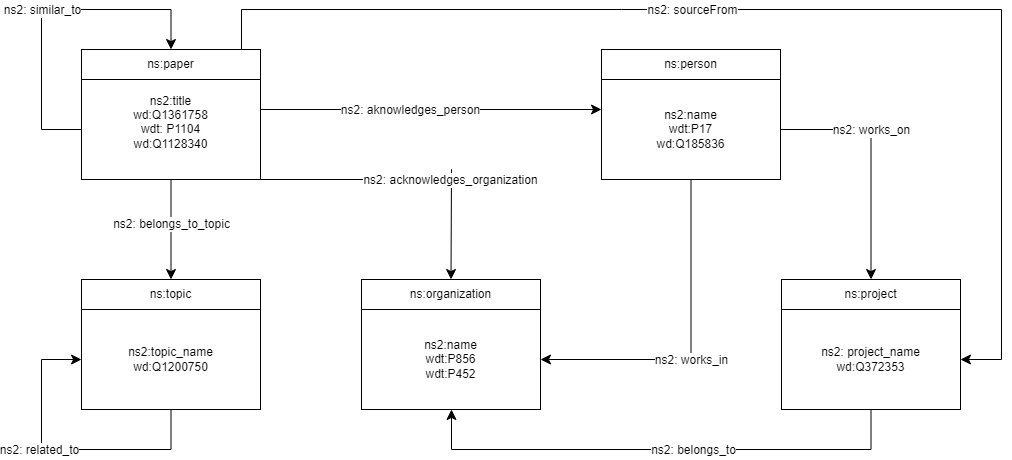 ns2: similar_to
ns2: sourceFrom
ns:paper
ns:person
ns2:title
wd:Q1361758
wdt: P1104
wd:Q1128340
ns2: aknowledges_person
ns2:name
wdt:P17
wd:Q185836
ns2: works_on
ns2: acknowledges_organization
ns2: belongs_to_topic
ns:topic
ns:organization
ns:project
ns2:topic_name
wd:Q1200750
ns2:name
wdt:P856
wdt:P452
ns2: works_in
ns2: project_name
wd:Q372353
ns2: related_to
ns2: belongs_to